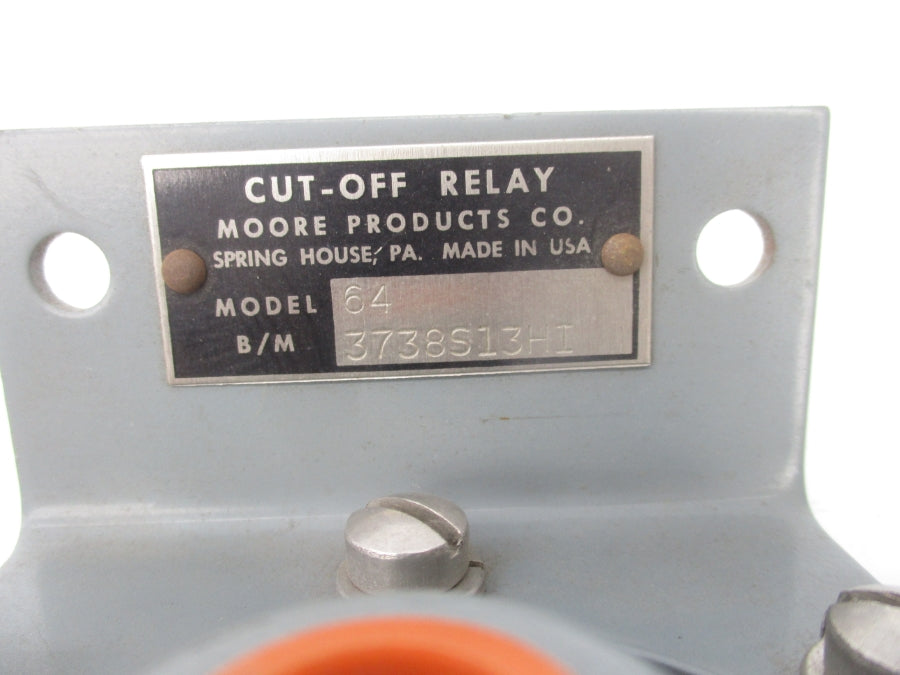 CUT-OFF RELAY
MOORE PRODUCTS CO.
SPRING HOUSE, PA. MADE IN USA
MODEL 64
B/M 3738S13HI